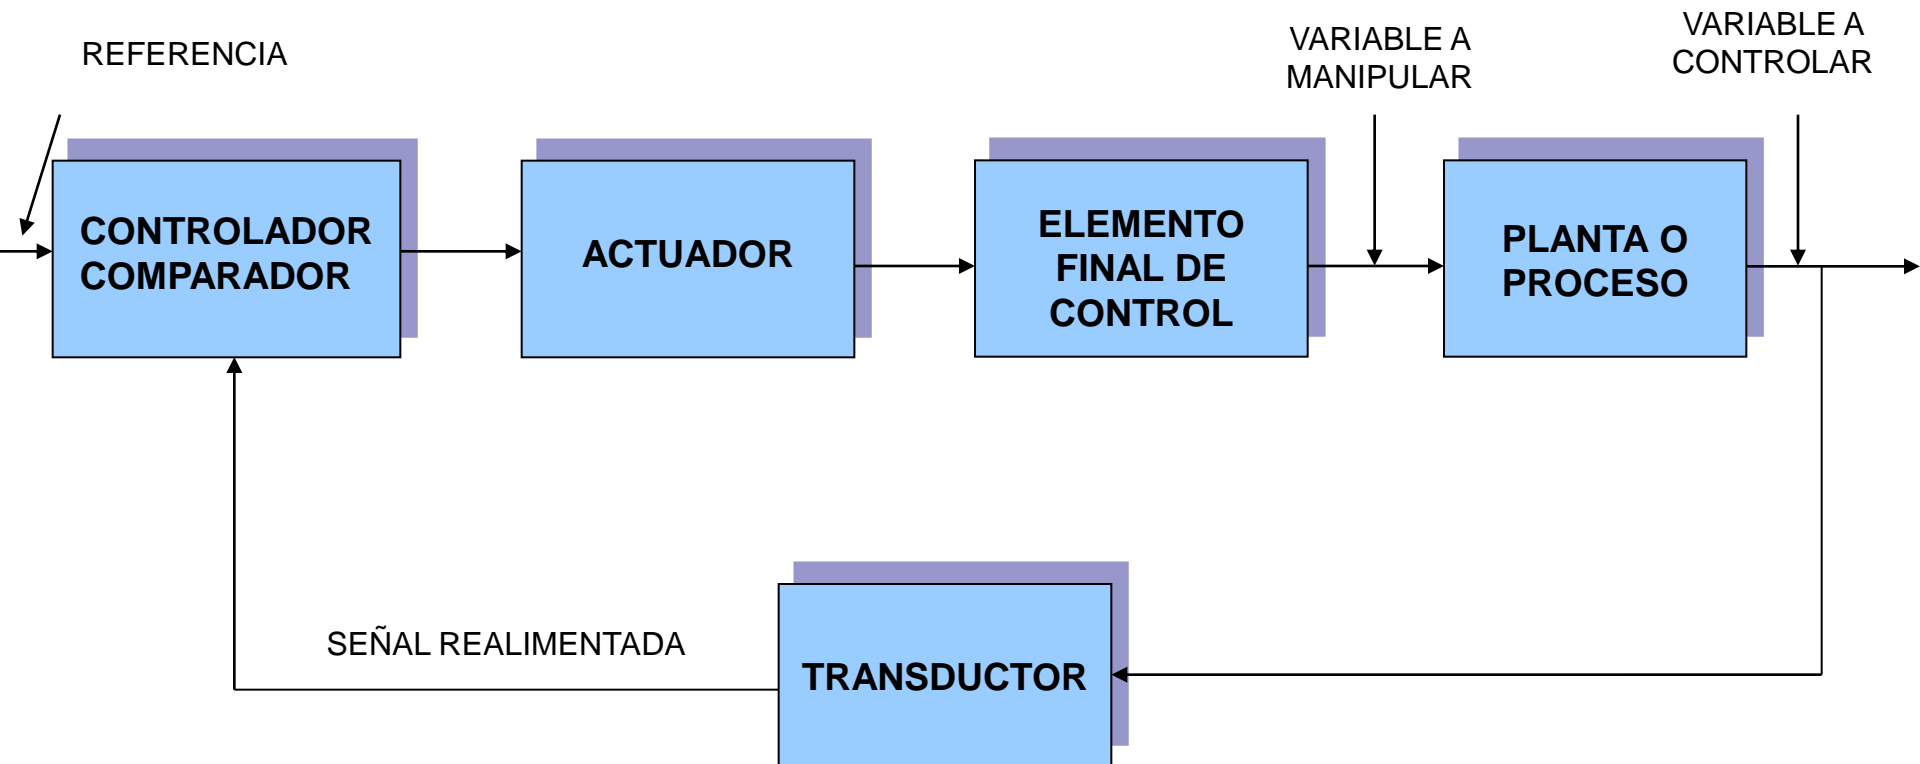 REFERENCIA
VARIABLE A
MANIPULAR
VARIABLE A
CONTROLAR
CONTROLADOR
COMPARADOR
ACTUADOR
ELEMENTO
FINAL DE
CONTROL
PLANTA O
PROCESO
SEÑAL REALIMENTADA
TRANSDUCTOR